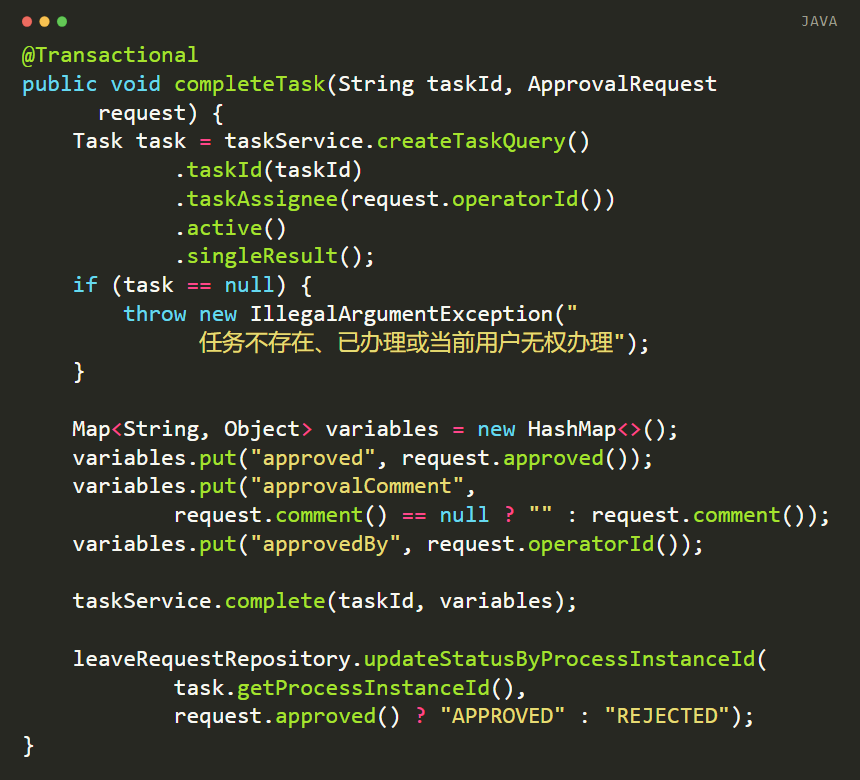 JAVA
@Transactional
public void completeTask(String taskId, ApprovalRequest
request) {
Task task = taskService.createTaskQuery()
.taskId(taskId)
.taskAssignee(request.operatorId())
.active()
.singleResult();
if (task == null) {
throw new IllegalArgumentException("
任务不存在、已办理或当前用户无权办理");
}
Map<String, Object> variables = new HashMap<>();
variables.put("approved", request.approved());
variables.put("approvalComment",
request.comment() == null ? "" : request.comment());
variables.put("approvedBy", request.operatorId());
taskService.complete(taskId, variables);
leaveRequestRepository.updateStatusByProcessInstanceId(
task.getProcessInstanceId(),
request.approved() ? "APPROVED" : "REJECTED");
}